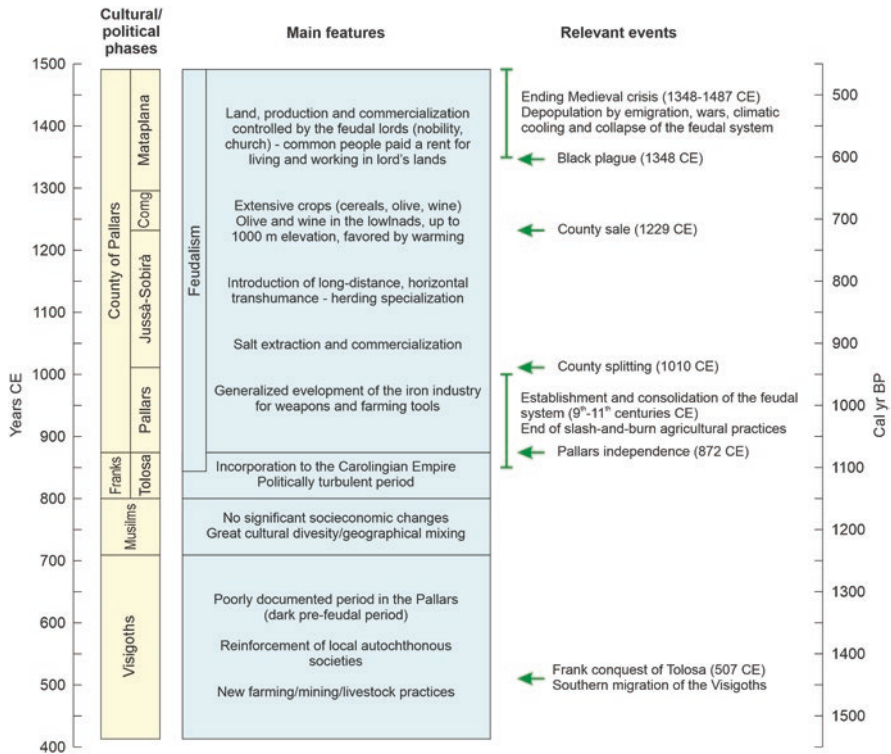 Cultural/
political
phases
Main features
Relevant events
Years CE
1500
1400
1300
1200
1100
1000
900
800
700
600
500
400
County of Pallars
Franks
Musilms
Visigoths
Mataplana
Comg
Jussà-Sobirà
Pallars
Tolosa
Feudalism
Land, production and commercialization
controlled by the feudal lords (nobility,
church) - common people paid a rent for
living and working in lord's lands
Extensive crops (cereals, olive, wine)
Olive and wine in the lowlnads, up to
1000 m elevation, favored by warming
Introduction of long-distance, horizontal
transhumance - herding specialization
Salt extraction and commercialization
Generalized evelopment of the iron industry
for weapons and farming tools
Incorporation to the Carolingian Empire
Politically turbulent period
No significant socieconomic changes
Great cultural divesity/geographical mixing
Poorly documented period in the Pallars
(dark pre-feudal period)
Reinforcement of local autochthonous
societies
New farming/mining/livestock practices
Ending Medieval crisis (1348-1487 CE)
Depopulation by emigration, wars, climatic
cooling and collapse of the feudal system
Black plague (1348 CE)
County sale (1229 CE)
County splitting (1010 CE)
Establishment and consolidation of the feudal
system (9th-11th centuries CE)
End of slash-and-burn agricultural practices
Pallars independence (872 CE)
Frank conquest of Tolosa (507 CE)
Southern migration of the Visigoths
500
600
700
800
900
1000
1100
1200
1300
1400
1500
Cal yr BP